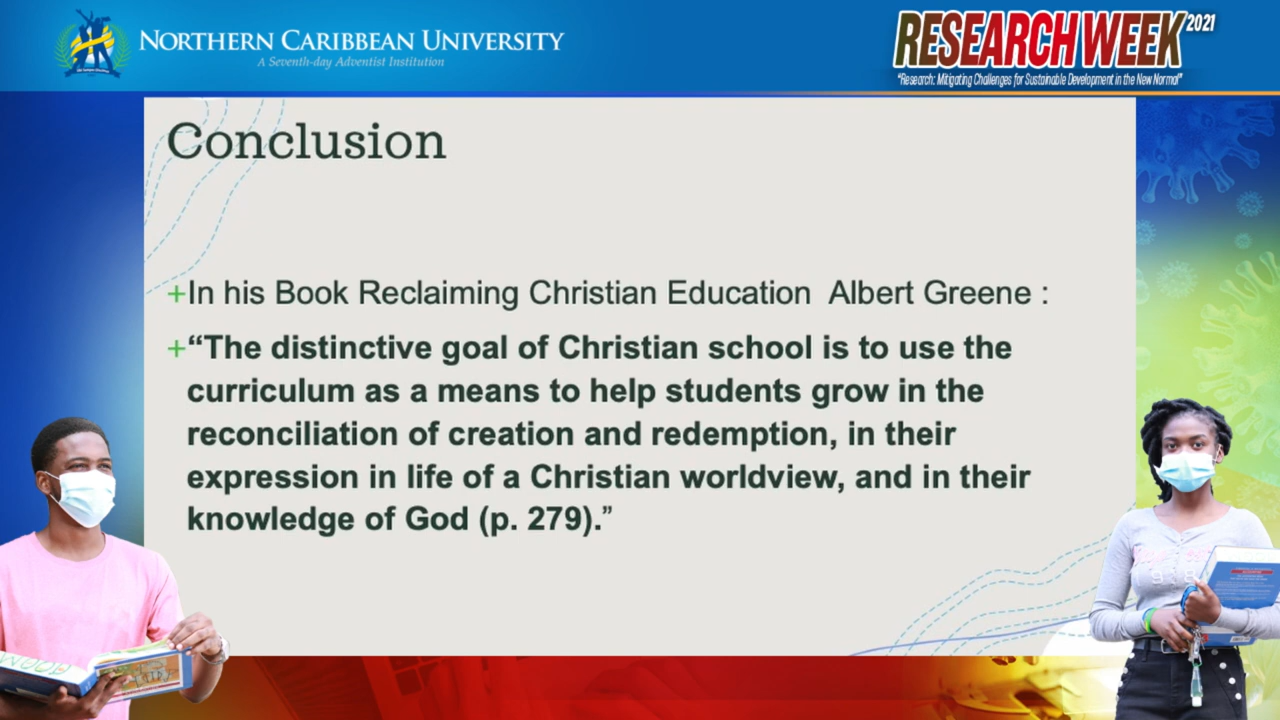 NORTHERN CARIBBEAN UNIVERSITY
A Seventh-day Adventist Institution
RESEARCH WEEK 2021
"Research: Mitigating Challenges for Sustainable Development in the New Normal"
Conclusion
+In his Book Reclaiming Christian Education Albert Greene :
+“The distinctive goal of Christian school is to use the
curriculum as a means to help students grow in the
reconciliation of creation and redemption, in their
expression in life of a Christian worldview, and in their
knowledge of God (p. 279).”